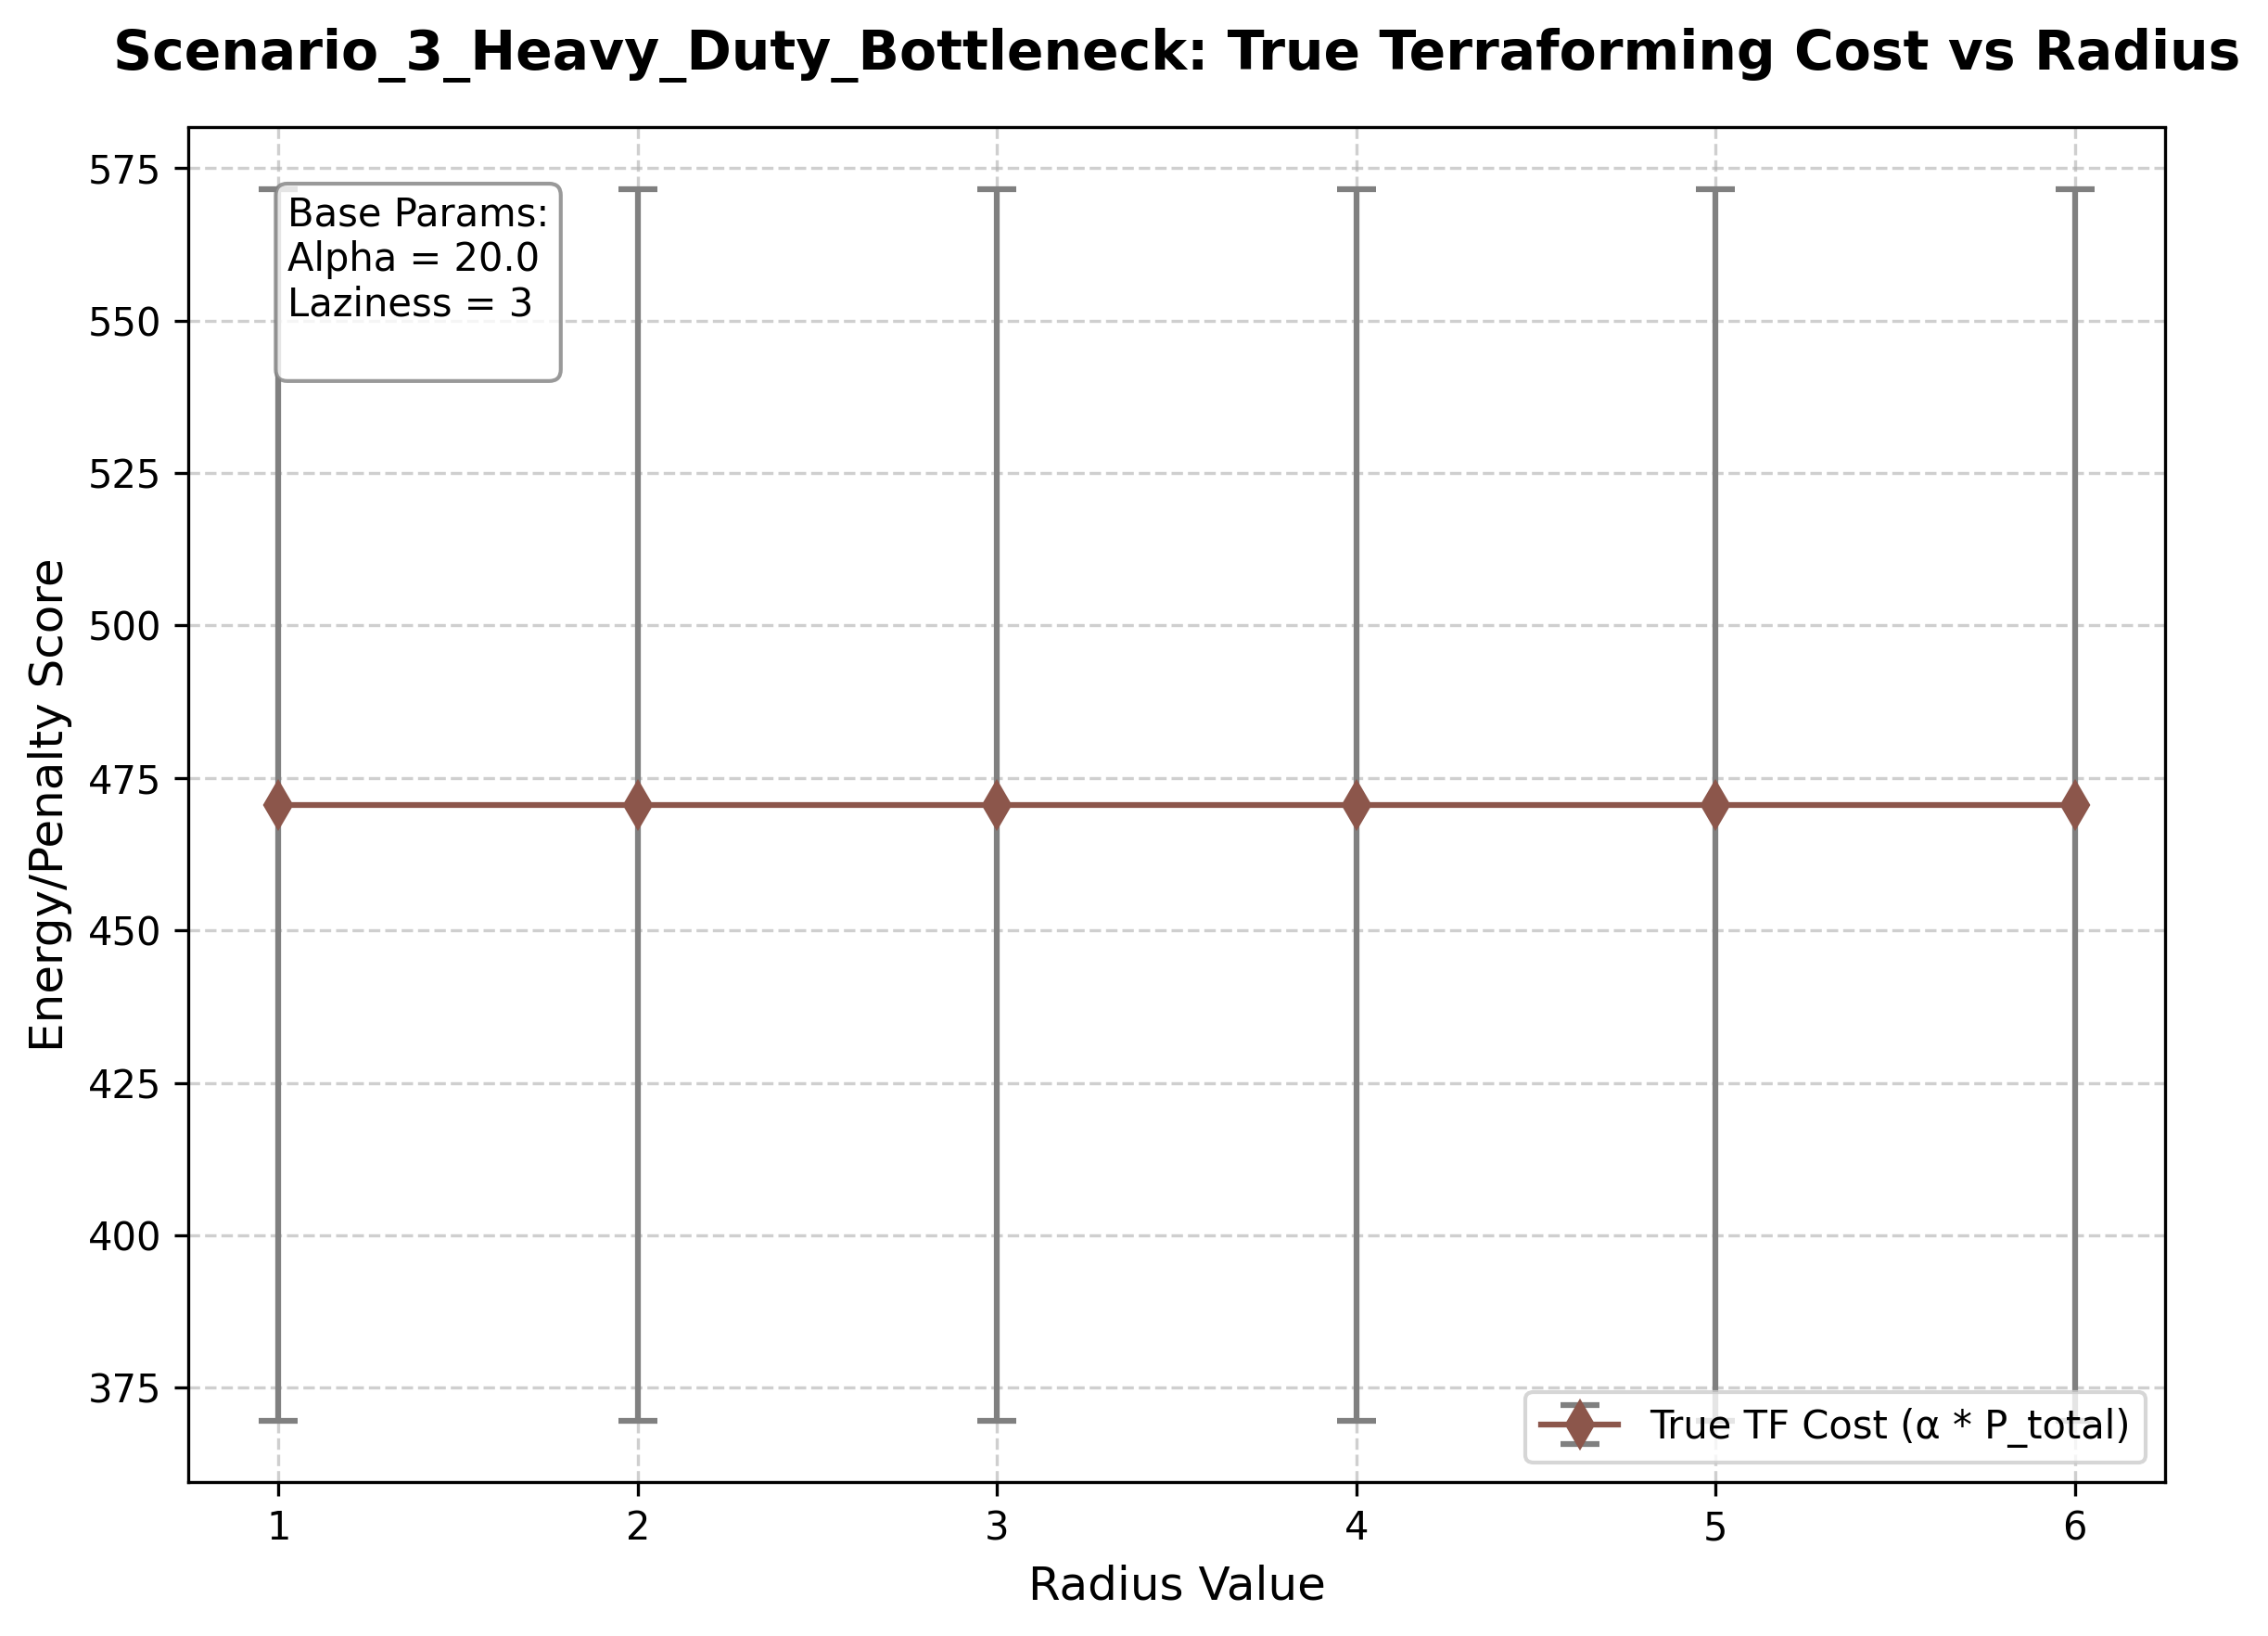 Scenario_3_Heavy_Duty_Bottleneck: True Terraforming Cost vs Radius
Energy/Penalty Score
575
550
525
500
475
450
425
400
375
Base Params:
Alpha = 20.0
Laziness = 3
True TF Cost (α * P_total)
1 2 3 4 5 6
Radius Value